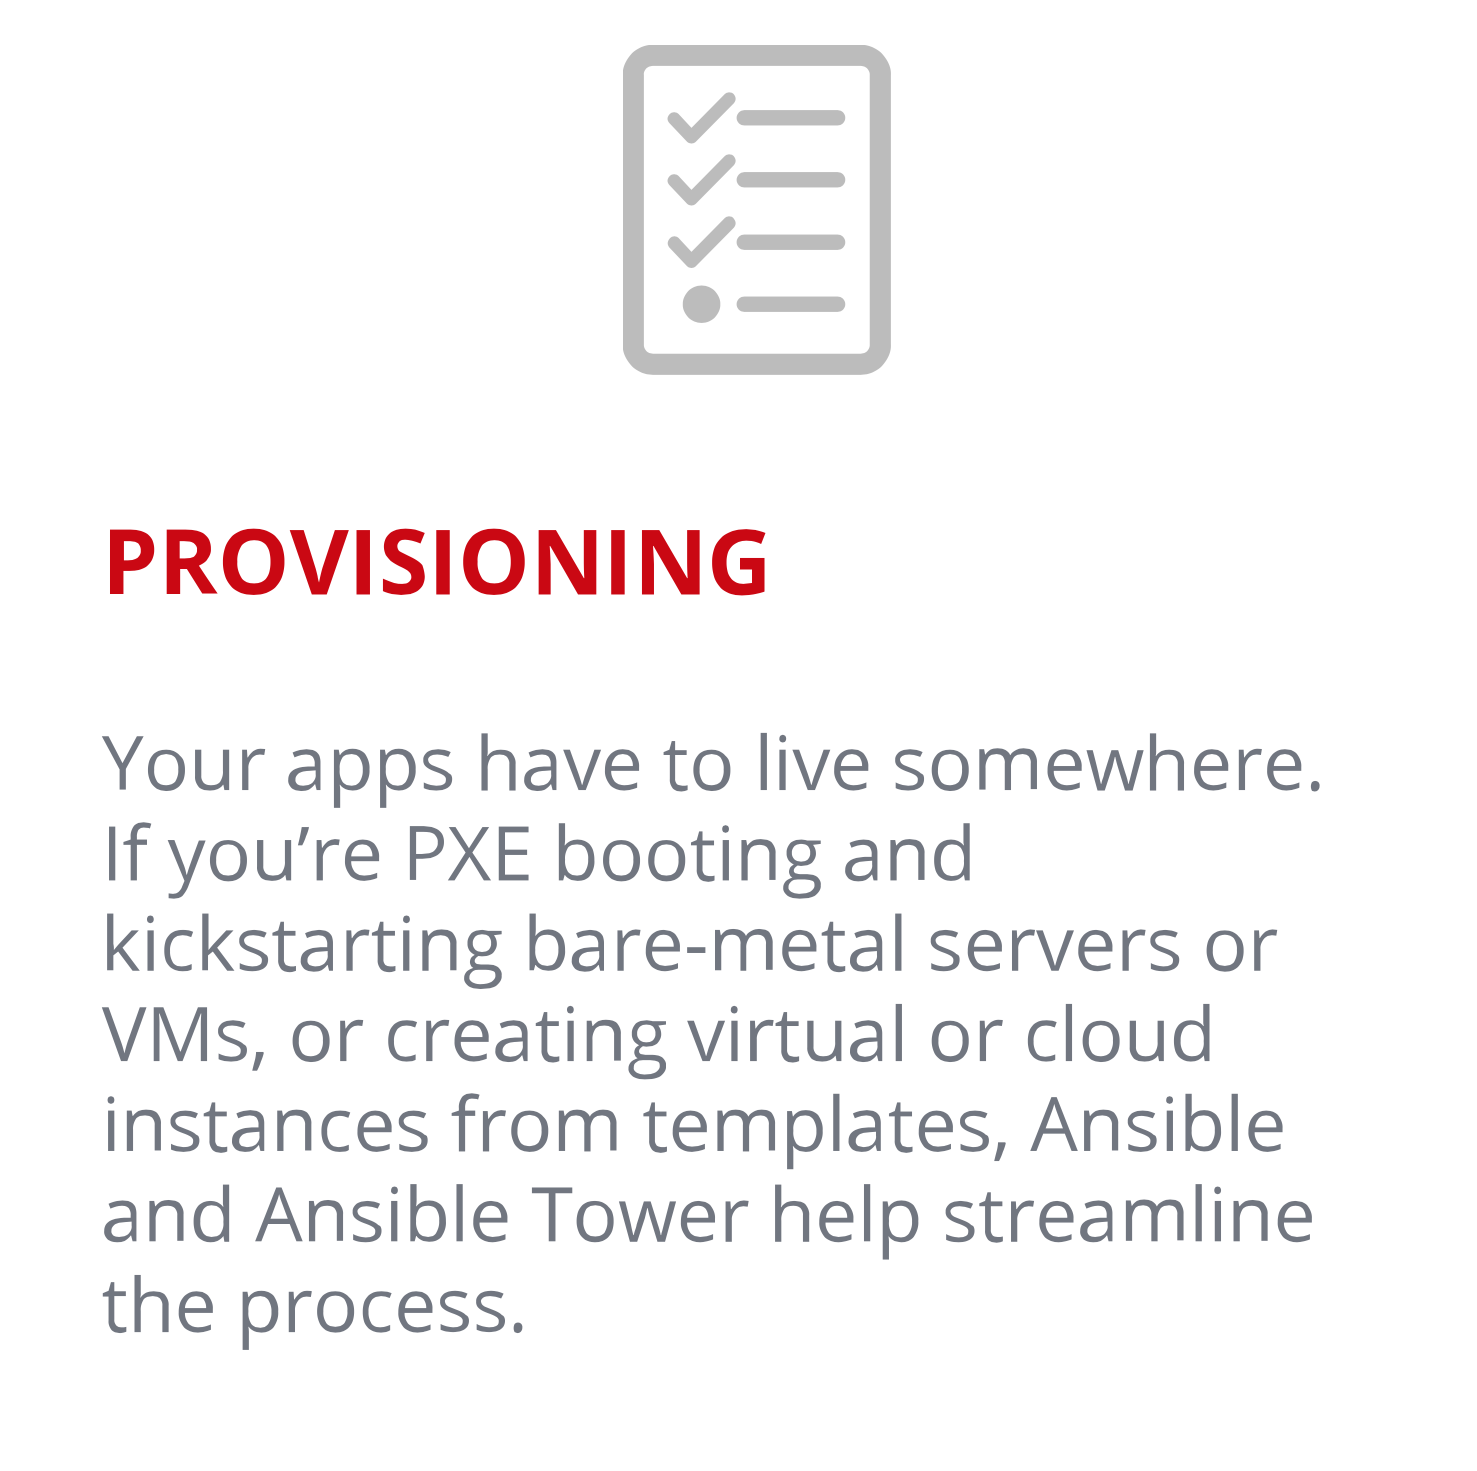 PROVISIONING
Your apps have to live somewhere.
If you’re PXE booting and
kickstarting bare-metal servers or
VMs, or creating virtual or cloud
instances from templates, Ansible
and Ansible Tower help streamline
the process.